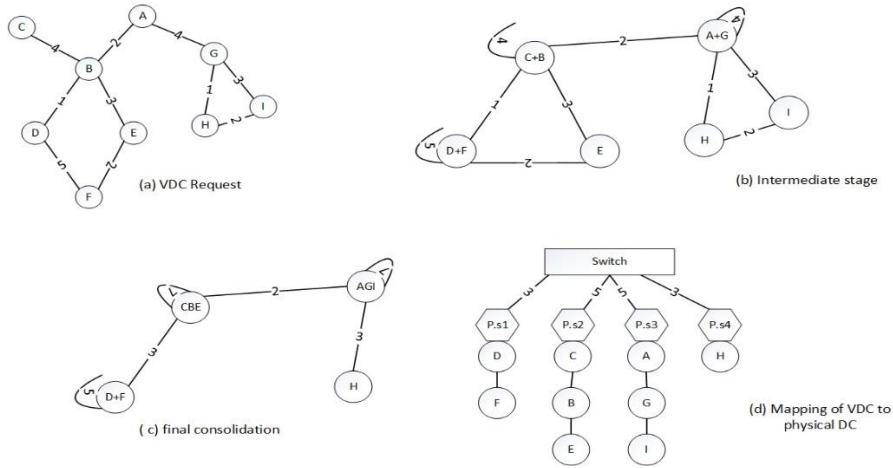 C
A
4
2
4
B
G
1
3
1
3
I
D
E
H
2
5
2
F
(a) VDC Request
4
C+B
2
A+G
4
1
3
1
3
I
5
D+F
2
E
H
2
(b) Intermediate stage
7
CBE
2
AGI
7
3
3
5
D+F
H
( c) final consolidation
Switch
3
5
5
3
P.s1
P.s2
P.s3
P.s4
D
C
A
H
F
B
G
E
I
(d) Mapping of VDC to
physical DC